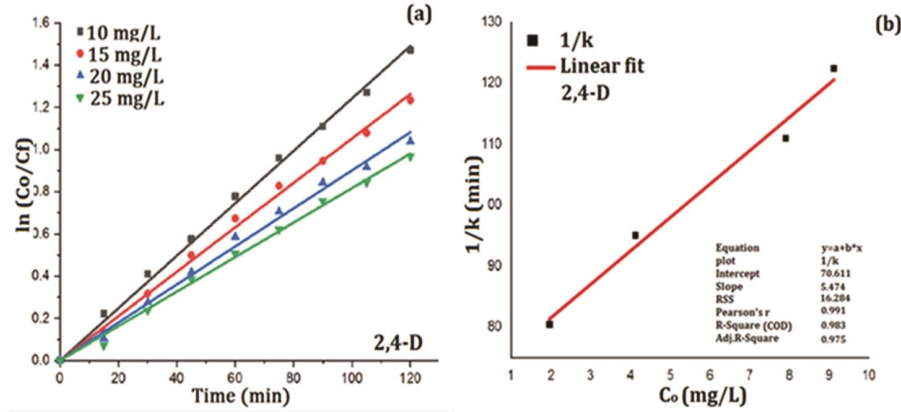 (a)
10 mg/L
15 mg/L
20 mg/L
25 mg/L
ln (Co/Cf)
1.6
1.4
1.2
1.0
0.8
0.6
0.4
0.2
0.0
0 20 40 60 80 100 120
Time (min)
2,4-D
(b)
1/k
Linear fit
2,4-D
1/k (min)
130
120
110
00
90
80
1 2 3 4 5 6 7 8 9 10
Co (mg/L)
Equation y=a+b*x
plot 1/k
Intercept 70.611
Slope 5.474
RSS 16.284
Pearson's r 0.991
R-Square (COD) 0.983
Adj.R-Square 0.975